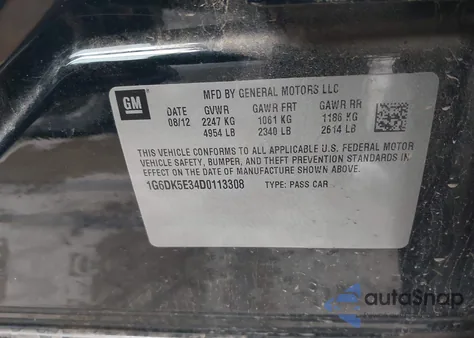 GM
MFD BY GENERAL MOTORS LLC
DATE GVWR GAWR FRT GAWR RR
08/12 2247 KG 1061 KG 1186 KG
4954 LB 2340 LB 2614 LB
THIS VEHICLE CONFORMS TO ALL APPLICABLE U.S. FEDERAL MOTOR
VEHICLE SAFETY, BUMPER, AND THEFT PREVENTION STANDARDS IN
EFFECT ON THE DATE OF MANUFACTURE SHOWN ABOVE.
1G6DK5E34D0113308 TYPE: PASS CAR
autoSnap